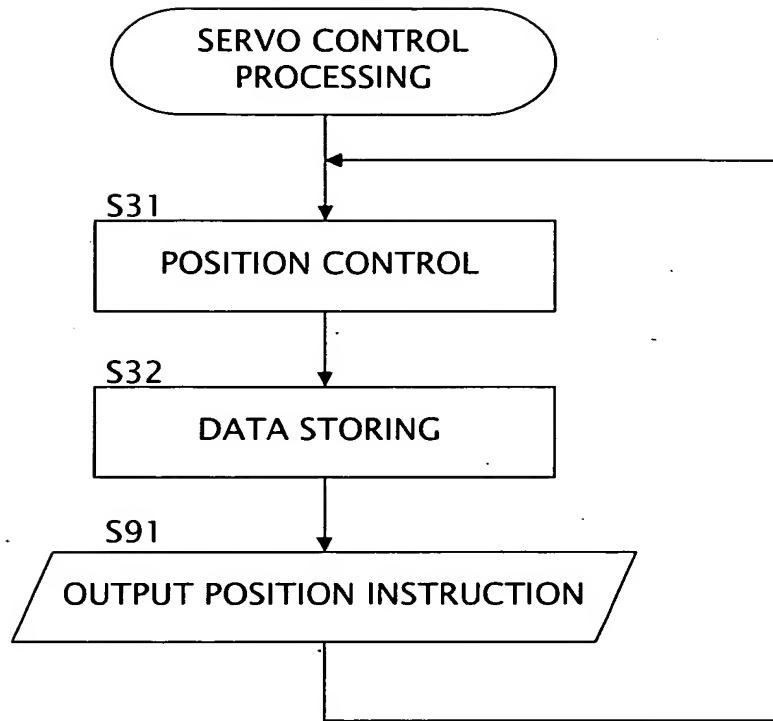 SERVO CONTROL
PROCESSING
S31
POSITION CONTROL
S32
DATA STORING
S91
OUTPUT POSITION INSTRUCTION